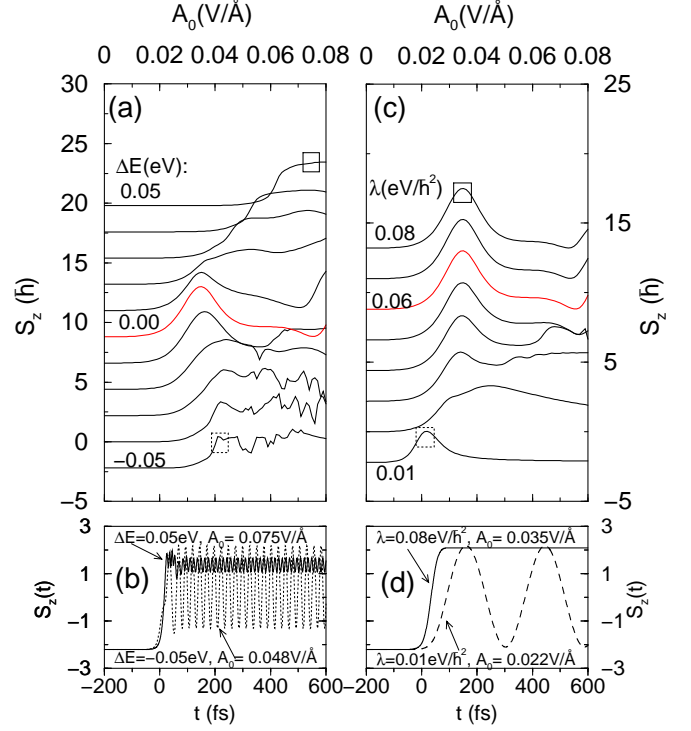 A₀(V/Å)
A₀(V/Å)
0 0.02 0.04 0.06 0.08
0 0.02 0.04 0.06 0.08
30
25
20
15
10
5
0
−5
S_z (ħ)
(a)
ΔE(eV):
0.05
0.00
−0.05
(c)
λ(eV/ħ²)
0.08
0.06
0.01
25
15
5
−5
S_z (ħ)
3
1
−1
−3
S_z(t)
ΔE=0.05eV, A₀= 0.075V/Å
(b)
ΔE=−0.05eV, A₀= 0.048V/Å
λ=0.08eV/ħ², A₀= 0.035V/Å
(d)
λ=0.01eV/ħ², A₀= 0.022V/Å
3
1
−1
−3
S_z(t)
−200 0 200 400 600
−200 0 200 400 600
t (fs)
t (fs)